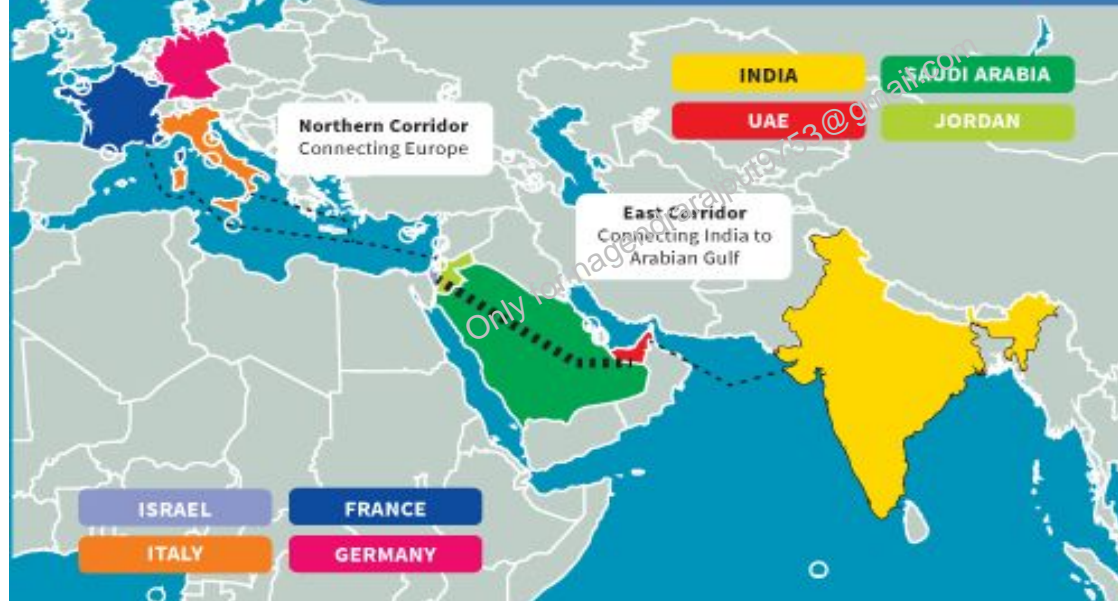 INDIA
SAUDI ARABIA
UAE
JORDAN
Northern Corridor
Connecting Europe
East Corridor
Connecting India to
Arabian Gulf
ISRAEL
FRANCE
ITALY
GERMANY